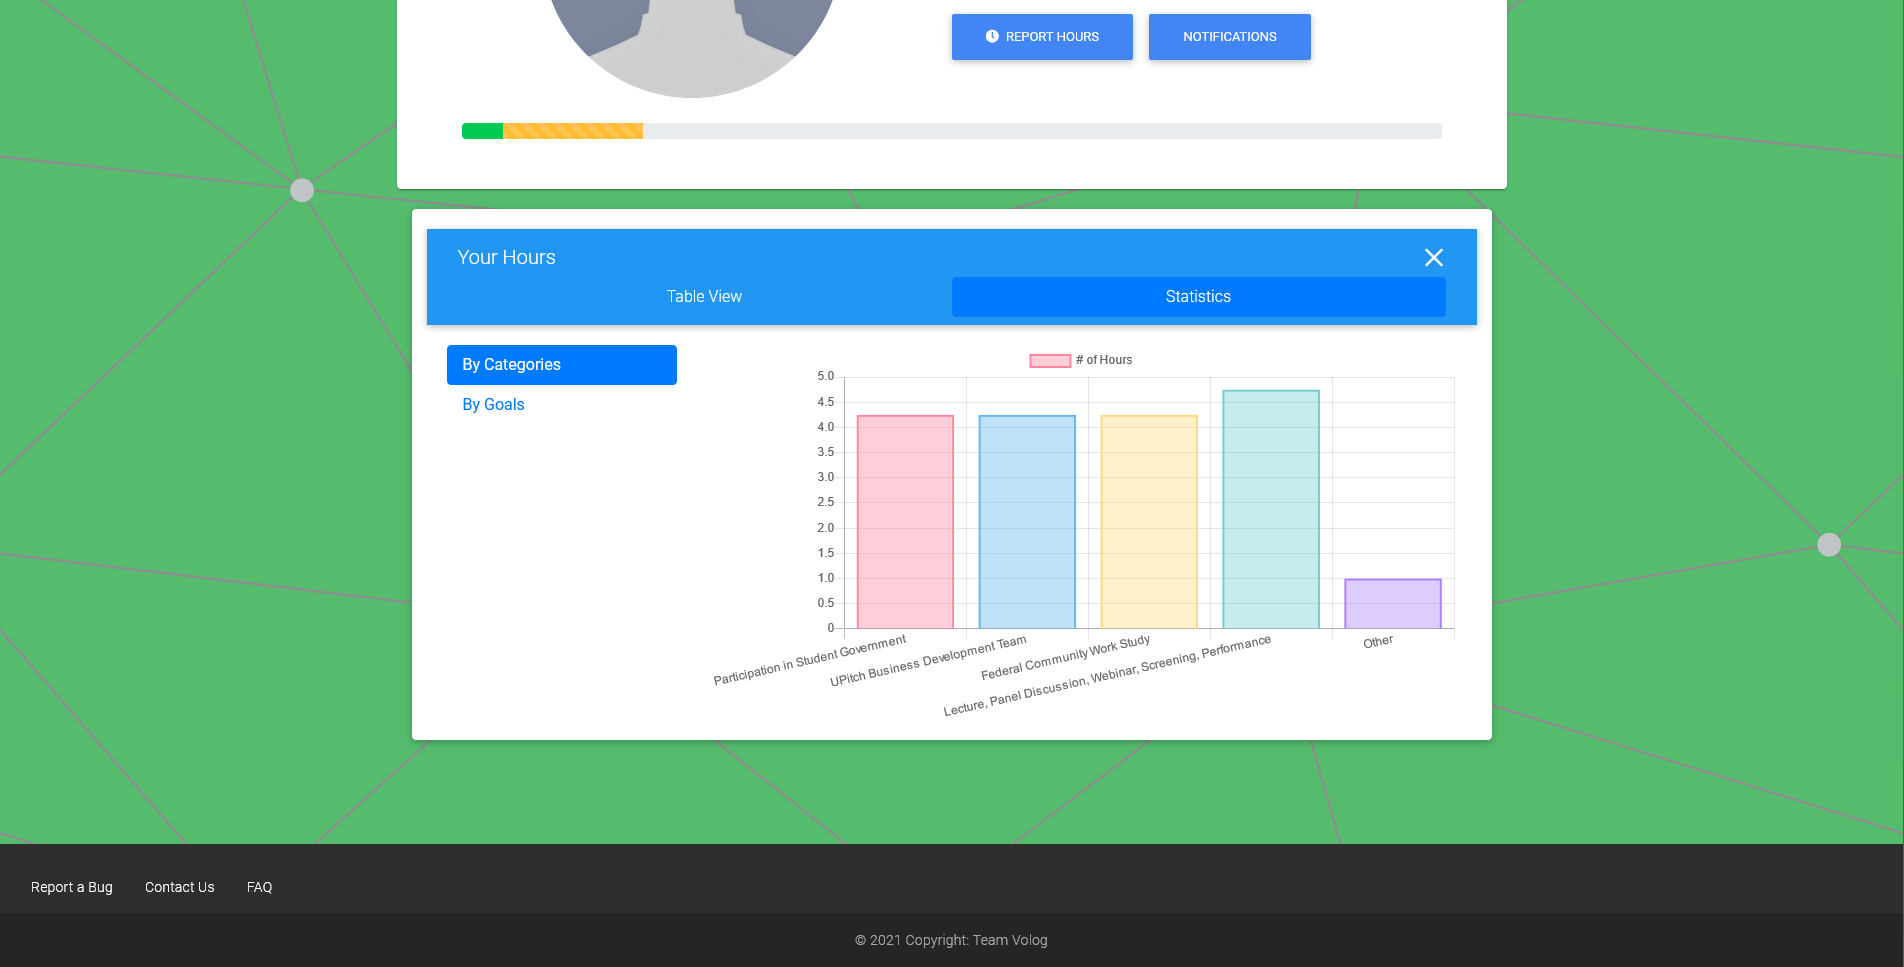 REPORT HOURS
NOTIFICATIONS
Your Hours
Table View
Statistics
By Categories
By Goals
# of Hours
5.0
4.5
4.0
3.5
3.0
2.5
2.0
1.5
1.0
0.5
0
Participation in Student Government
UPitch Business Development Team
Federal Community Work Study
Lecture, Panel Discussion, Webinar, Screening, Performance
Other
Report a Bug
Contact Us
FAQ
© 2021 Copyright: Team Volog